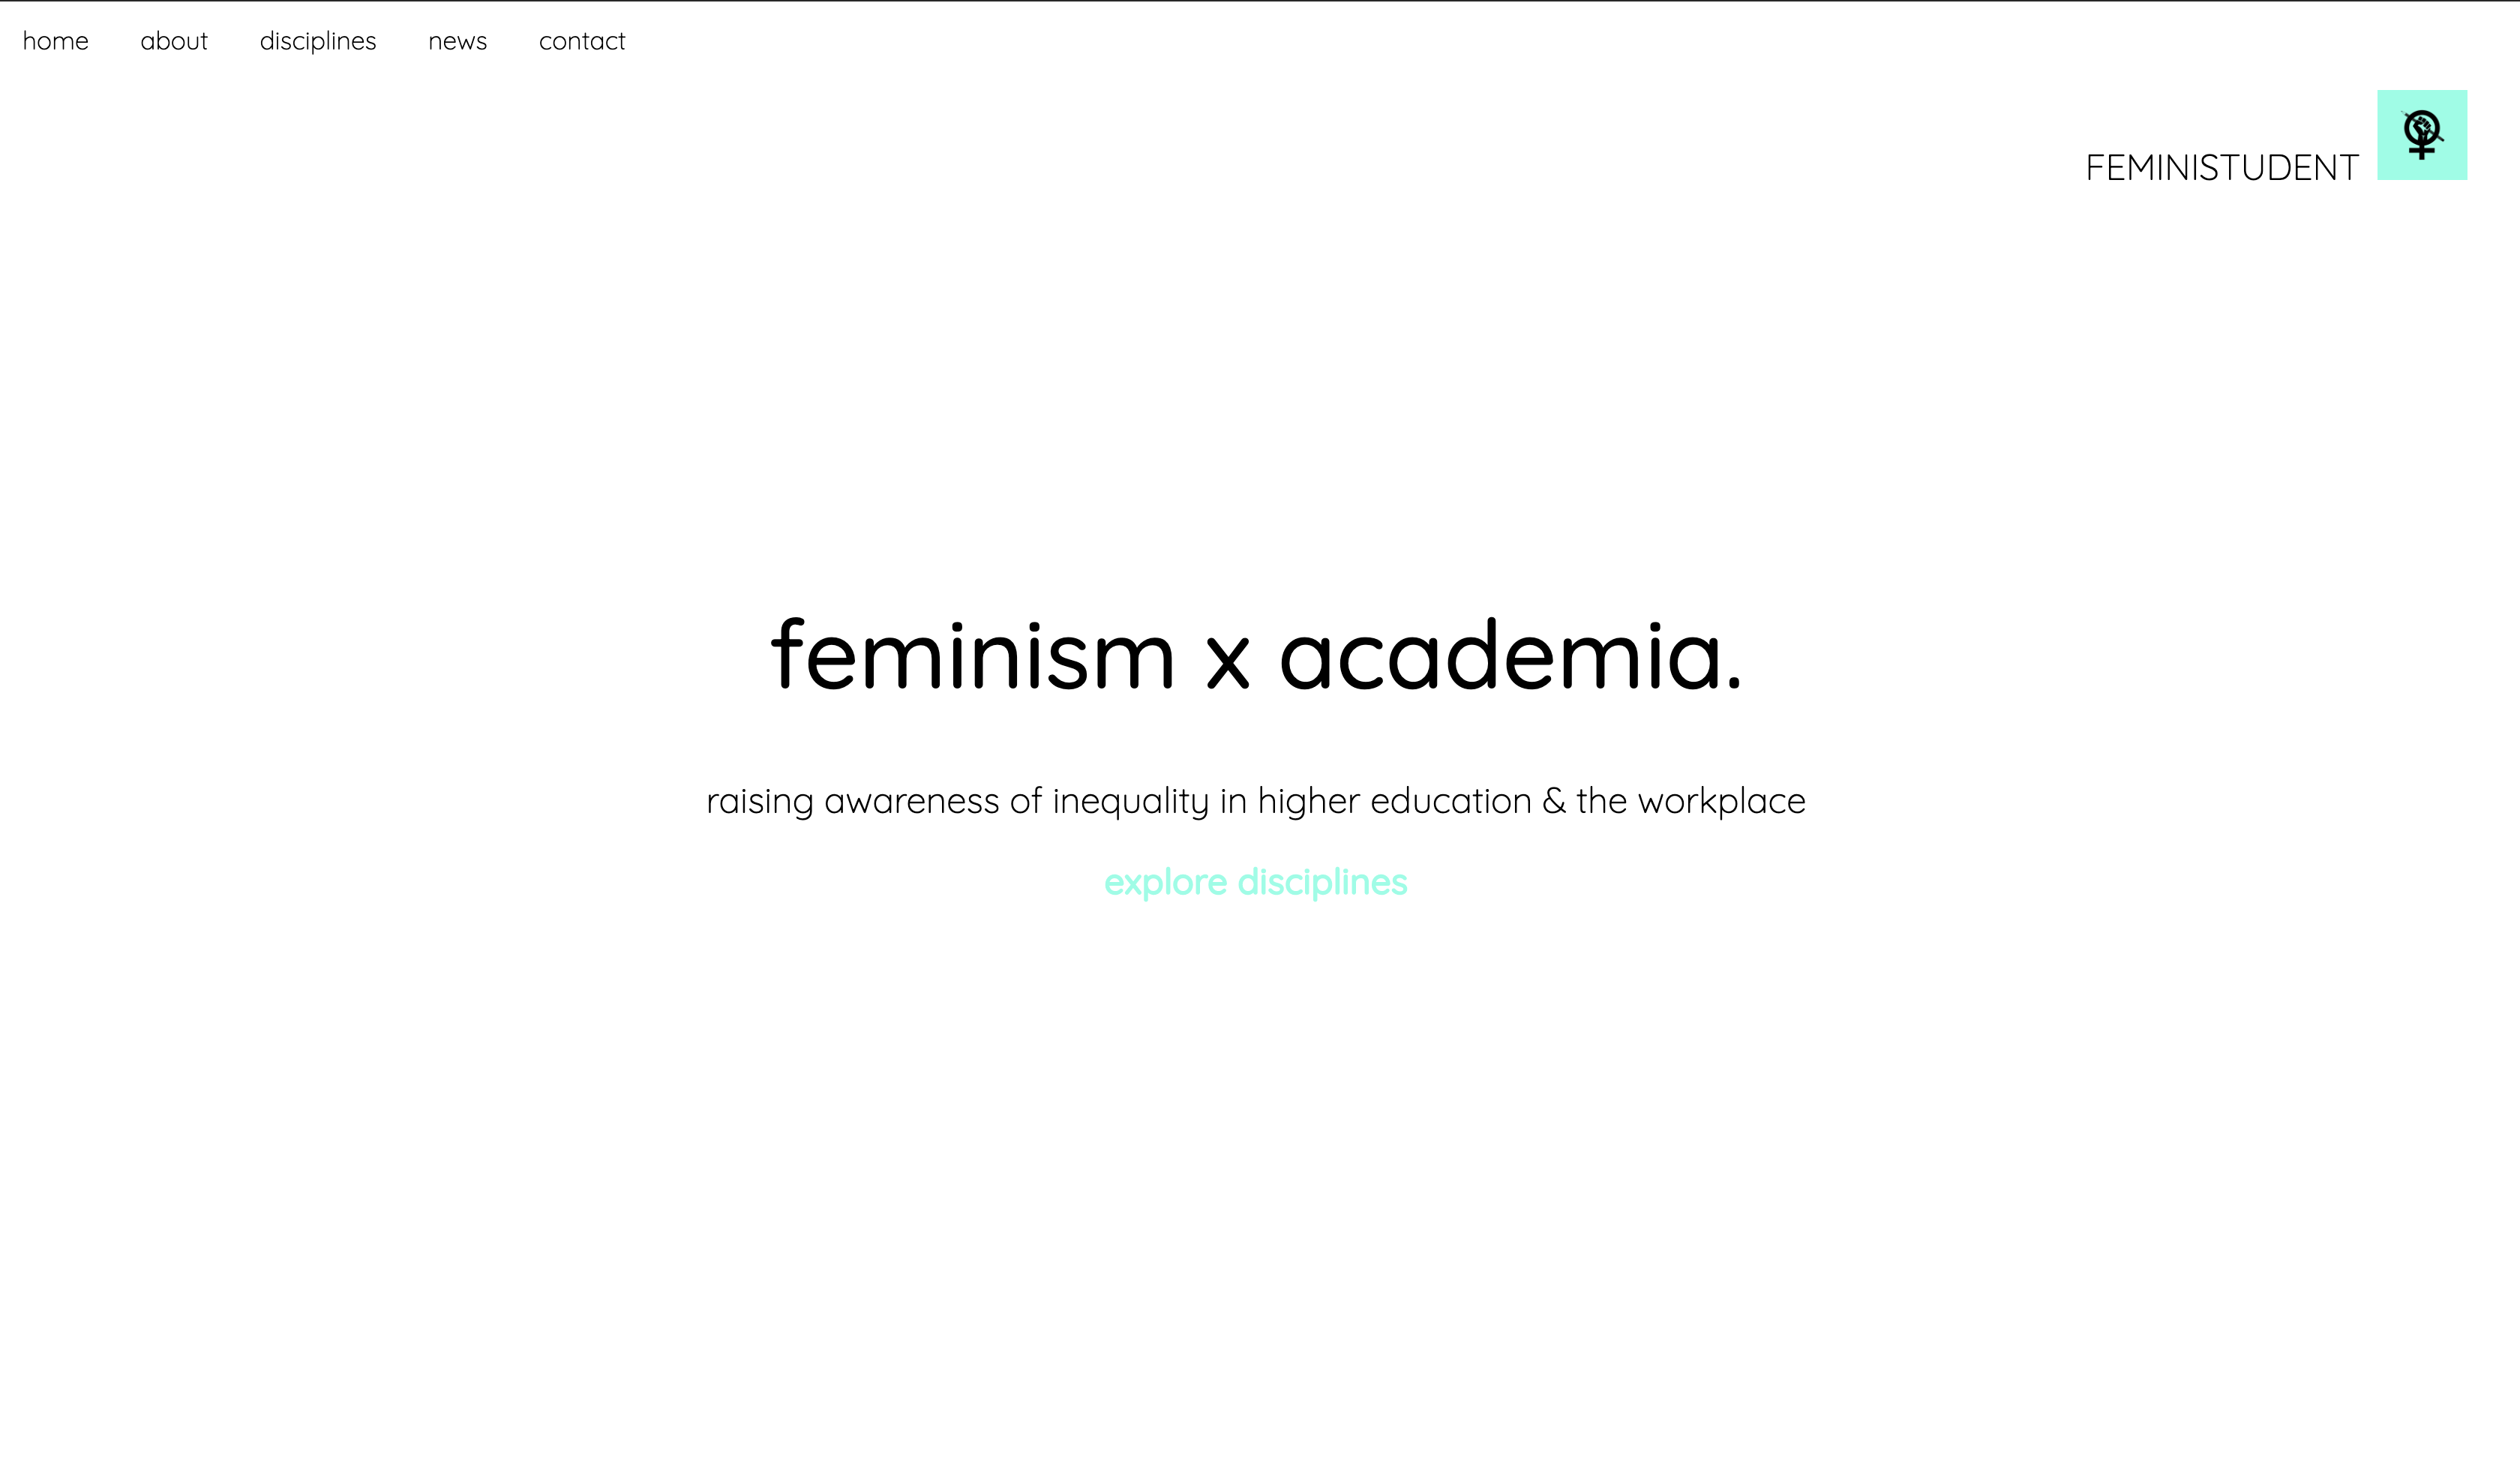 home about disciplines news contact
FEMINISTUDENT
feminism x academia.
raising awareness of inequality in higher education & the workplace
explore disciplines